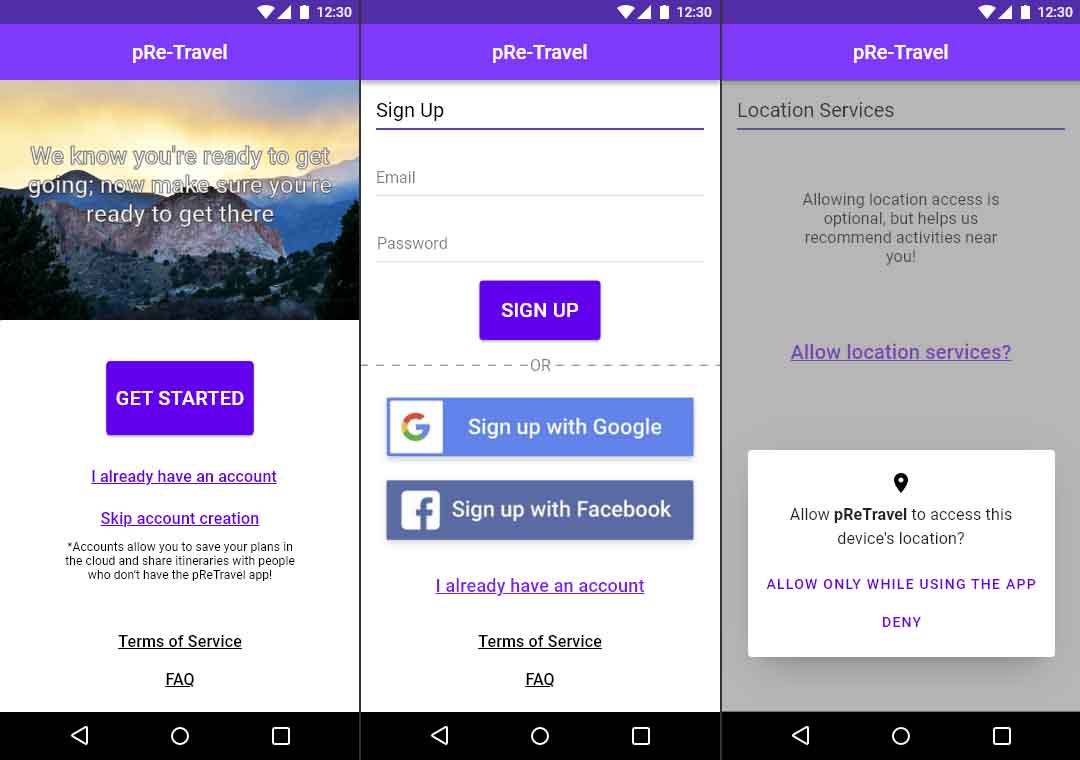 12:30
pRe-Travel
We know you're ready to get
going; now make sure you're
ready to get there
GET STARTED
I already have an account
Skip account creation
*Accounts allow you to save your plans in
the cloud and share itineraries with people
who don't have the pReTravel app!
Terms of Service
FAQ
12:30
pRe-Travel
Sign Up
Email
Password
SIGN UP
OR
G
Sign up with Google
f
Sign up with Facebook
I already have an account
Terms of Service
FAQ
12:30
pRe-Travel
Location Services
Allowing location access is
optional, but helps us
recommend activities near
you!
Allow location services?
Allow pReTravel to access this
device's location?
ALLOW ONLY WHILE USING THE APP
DENY